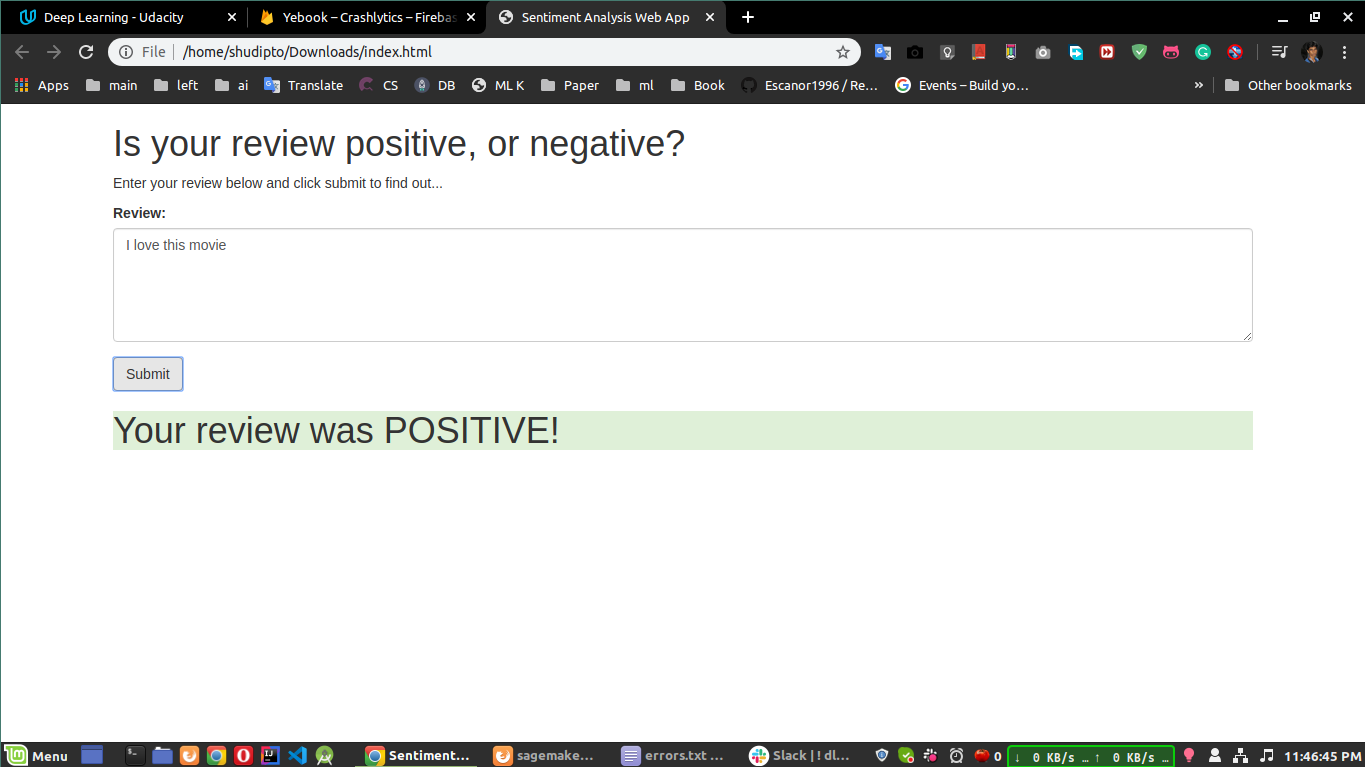 Deep Learning - Udacity
Yebook – Crashlytics – Firebas
Sentiment Analysis Web App
File /home/shudipto/Downloads/index.html
Apps main left ai Translate CS DB ML K Paper ml Book Escanor1996 / Re… Events – Build yo… » Other bookmarks
Is your review positive, or negative?
Enter your review below and click submit to find out...
Review:
I love this movie
Submit
Your review was POSITIVE!
Menu Sentiment… sagemake… errors.txt … Slack | ! dl… 0 ↓ 0 KB/s … ↑ 0 KB/s … 11:46:45 PM